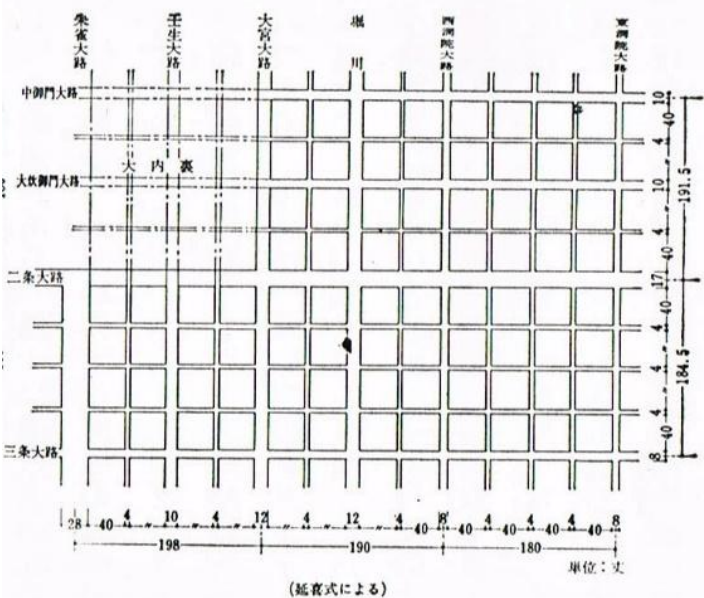 朱雀大路
壬生大路
大宮大路
堀川
西洞院大路
東洞院大路
中御門大路
大内裏
大炊御門大路
二条大路
三条大路
10
40
4
10
191.5
4
40
17
40
4
4
184.5
4
40
8
28 40 4 〃 10 〃 4 〃 12 〃 4 〃 12 〃 4 40 8 40 4 40 4 40 4 40 8
198 190 180
単位:丈
(延喜式による)